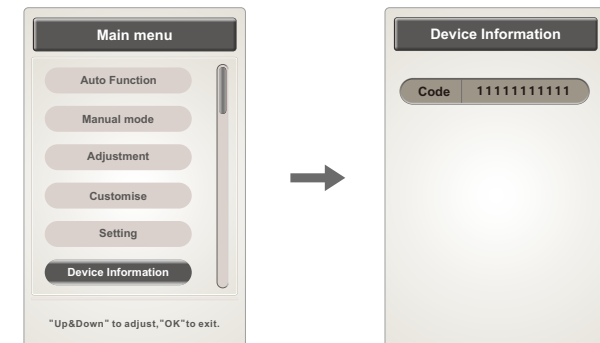 Main menu
Auto Function
Manual mode
Adjustment
Customise
Setting
Device Information
"Up&Down" to adjust,"OK"to exit.
Device Information
Code 11111111111